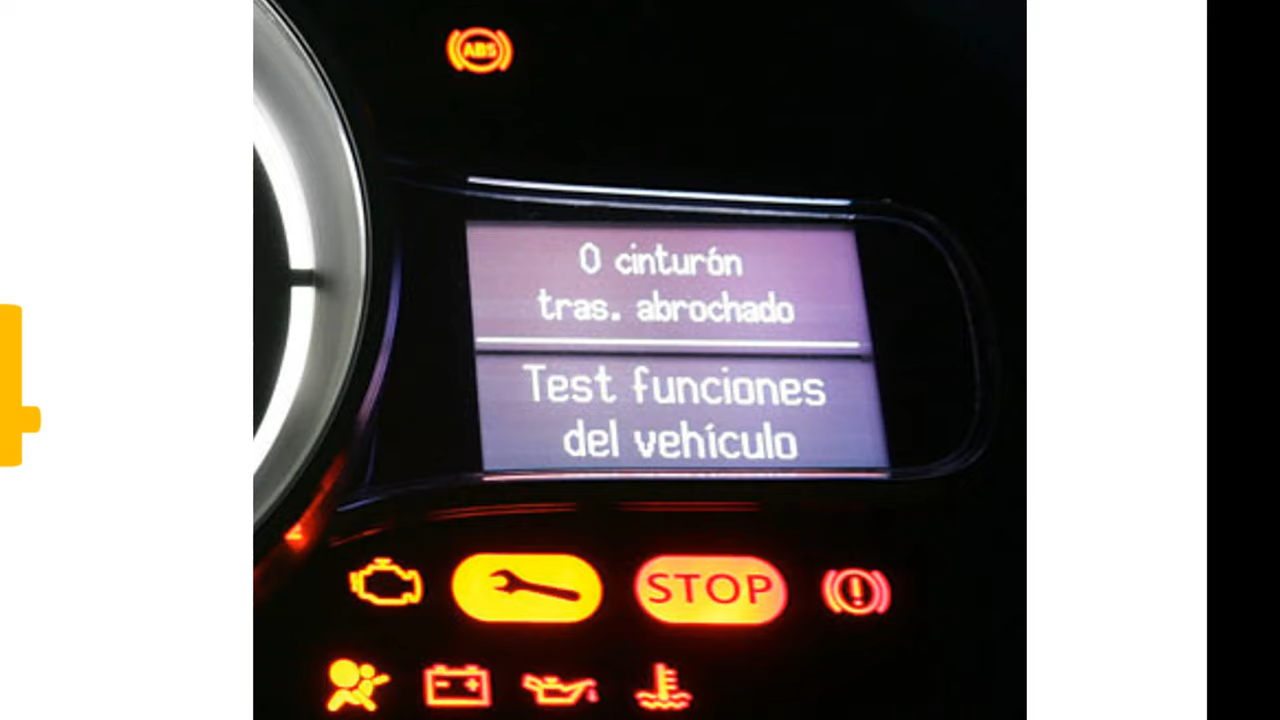 ABS
0 cinturón
tras. abrochado
Test funciones
del vehículo
STOP